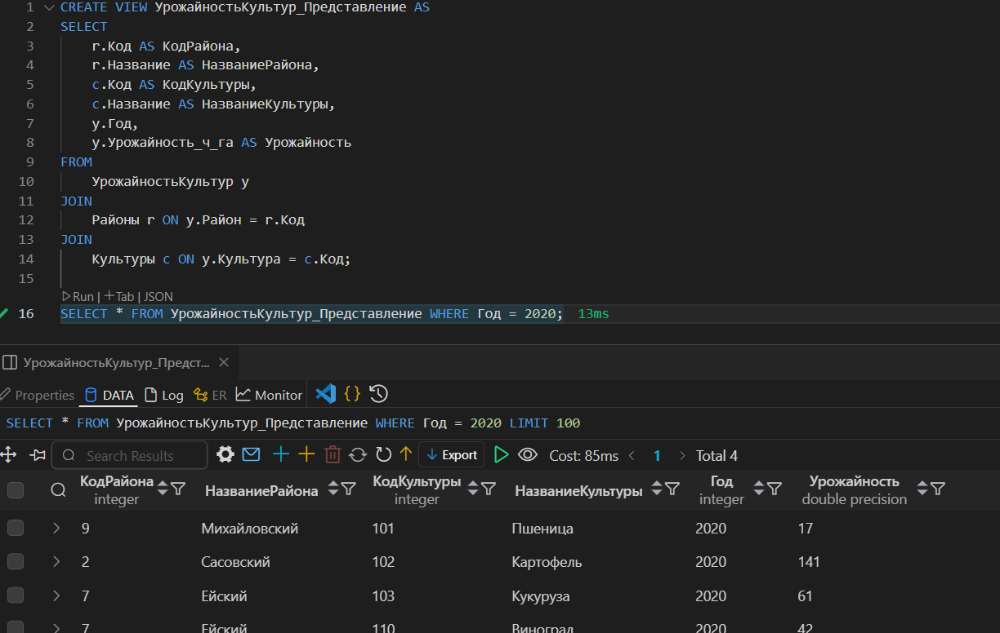 1 CREATE VIEW УрожайностьКультур_Представление AS
2 SELECT
3 r.Код AS КодРайона,
4 r.Название AS НазваниеРайона,
5 c.Код AS КодКультуры,
6 c.Название AS НазваниеКультуры,
7 y.Год,
8 y.Урожайность_ч_га AS Урожайность
9 FROM
10 УрожайностьКультур y
11 JOIN
12 Районы r ON y.Район = r.Код
13 JOIN
14 Культуры c ON y.Культура = c.Код;
15
Run | Tab | JSON
16 SELECT * FROM УрожайностьКультур_Представление WHERE Год = 2020; 13ms
УрожайностьКультур_Предст...
Properties DATA Log ER Monitor {}
SELECT * FROM УрожайностьКультур_Представление WHERE Год = 2020 LIMIT 100
Search Results Export Cost: 85ms 1 Total 4
КодРайона НазваниеРайона КодКультуры НазваниеКультуры Год Урожайность
integer integer integer double precision
9 Михайловский 101 Пшеница 2020 17
2 Сасовский 102 Картофель 2020 141
7 Ейский 103 Кукуруза 2020 61
7 Ейский 110 Виноград 2020 42